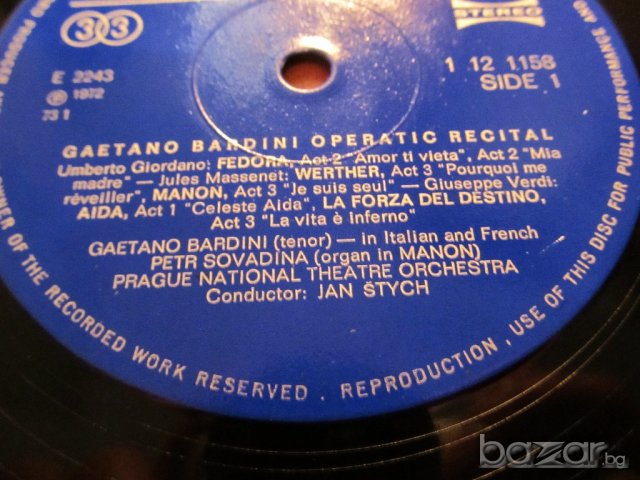 33
STEREO
E 2243
℗ 1972
73 1
1 12 1158
SIDE 1
GAETANO BARDINI OPERATIC RECITAL
Umberto Giordano: FEDORA, Act 2 "Amor ti vieta", Act 2 "Mia
madre" — Jules Massenet: WERTHER, Act 3 "Pourquoi me
réveiller", MANON, Act 3 "Je suis seul" — Giuseppe Verdi:
AIDA, Act 1 "Celeste Aida", LA FORZA DEL DESTINO,
Act 3 "La vita è inferno"
GAETANO BARDINI (tenor) — in Italian and French
PETR SOVADINA (organ in MANON)
PRAGUE NATIONAL THEATRE ORCHESTRA
Conductor: JAN ŠTYCH
PRODUCER AND OWNER OF THE RECORDED WORK RESERVED . REPRODUCTION , USE OF THIS DISC FOR PUBLIC PERFORMANCE AND
bazar.bg